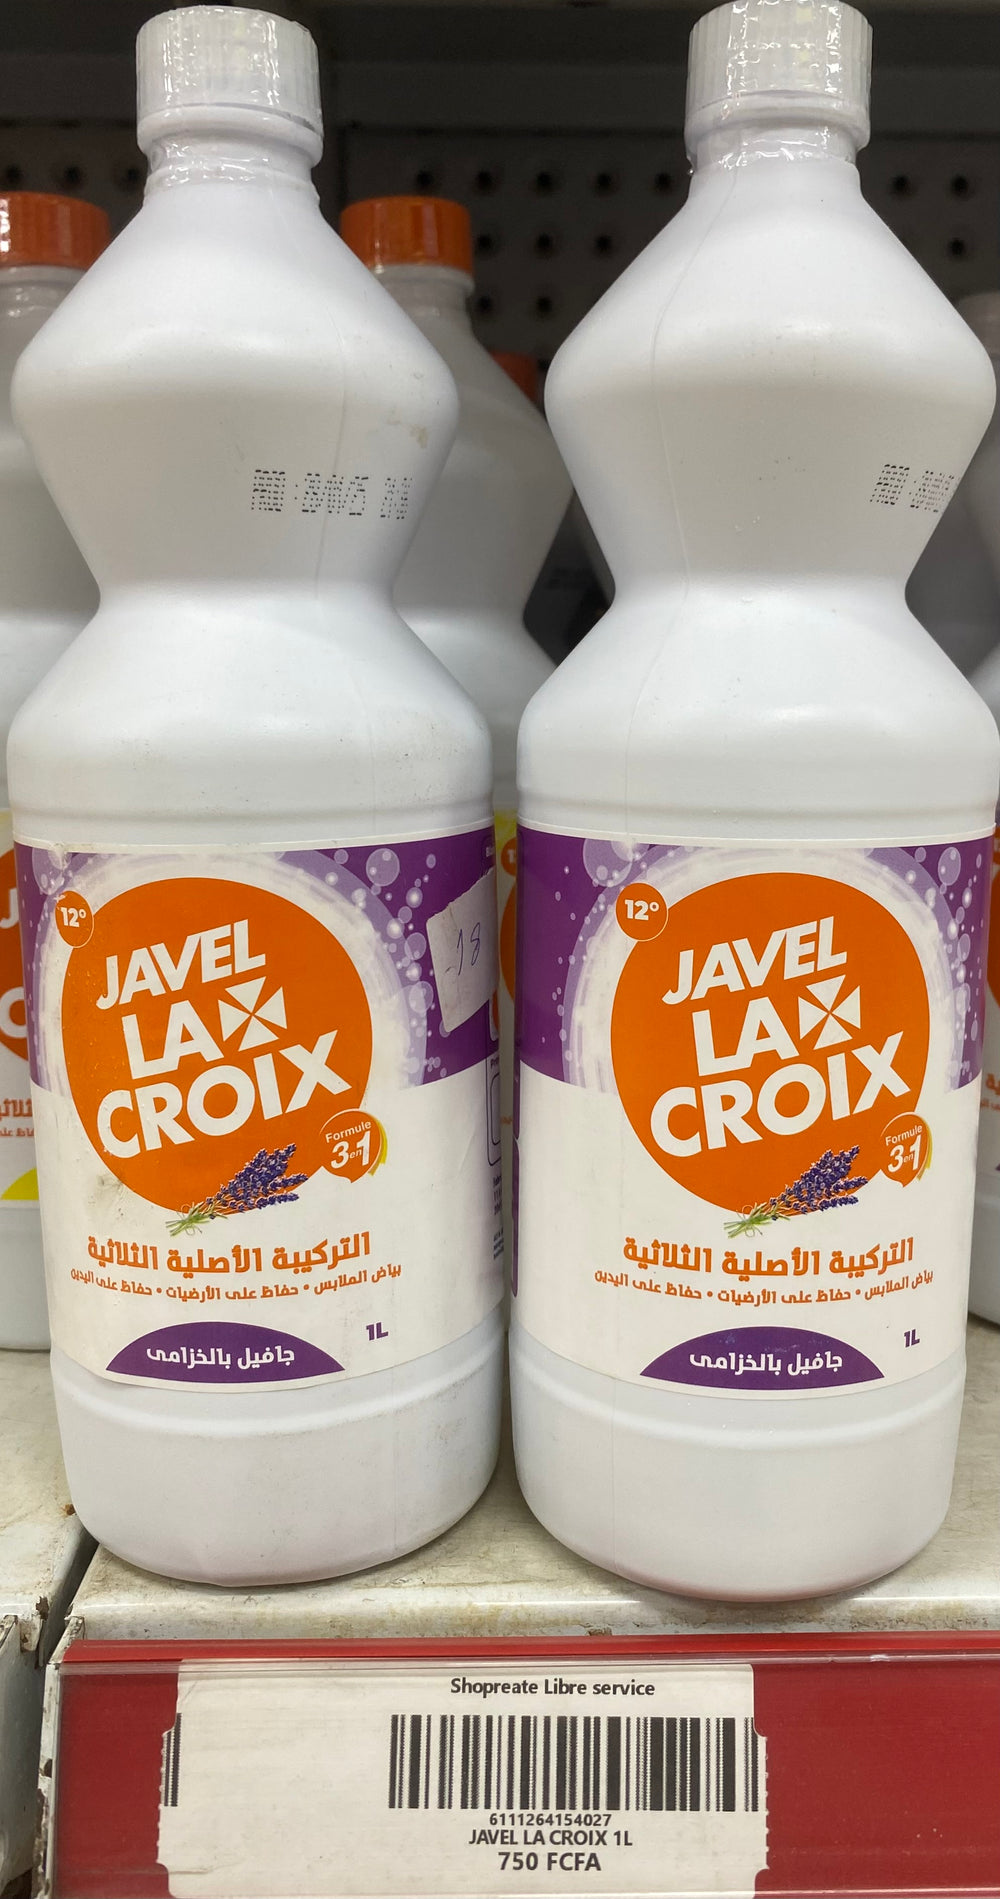 12°
JAVEL
LA
CROIX
Formule
3en1
التركيبة الأصلية الثلاثية
بياض الملابس • حفاظ على الأرضيات • حفاظ على اليدين
1L
جافيل بالخزامى
18
12°
JAVEL
LA
CROIX
Formule
3en1
التركيبة الأصلية الثلاثية
بياض الملابس • حفاظ على الأرضيات • حفاظ على اليدين
1L
جافيل بالخزامى
Shopreate Libre service
6111264154027
JAVEL LA CROIX 1L
750 FCFA